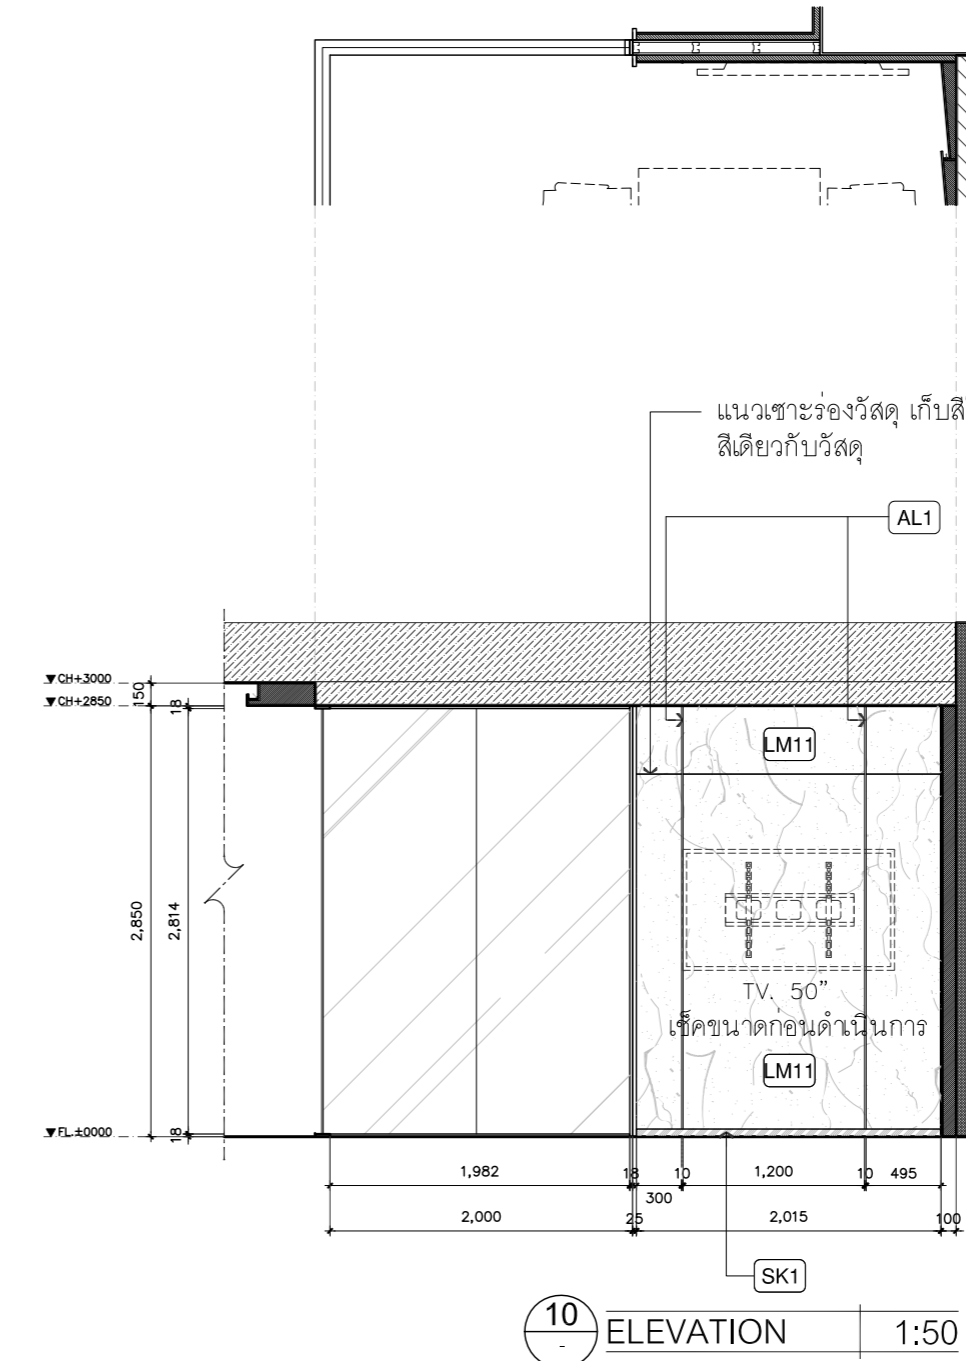 แนวเซาะร่องวัสดุ เก็บสี
สีเดียวกับวัสดุ
AL1
CH+3000
150
CH+2850
18
LM11
2,850
2,814
TV. 50"
เช็คขนาดก่อนดำเนินการ
LM11
FL.±0000
18
1,982
18
10
1,200
10
495
300
2,000
25
2,015
100
SK1
10
-
ELEVATION
1:50